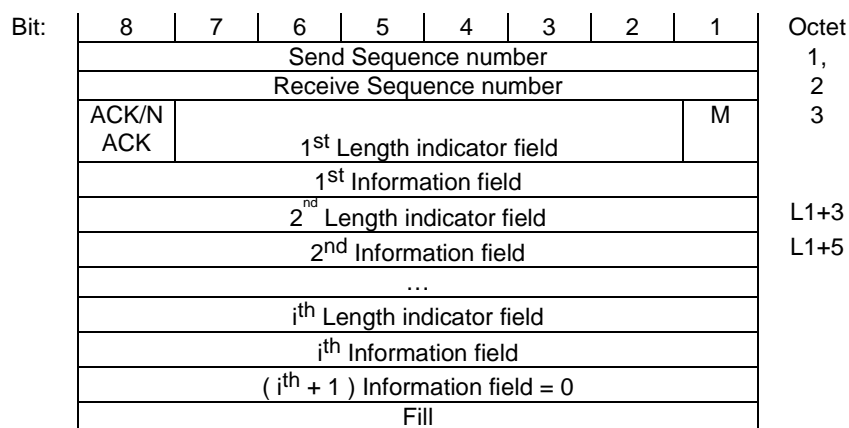 Bit: 8 7 6 5 4 3 2 1 Octet
Send Sequence number 1,
Receive Sequence number 2
ACK/N M 3
ACK 1st Length indicator field
1st Information field
2nd Length indicator field L1+3
2nd Information field L1+5
…
ith Length indicator field
ith Information field
( ith + 1 ) Information field = 0
Fill